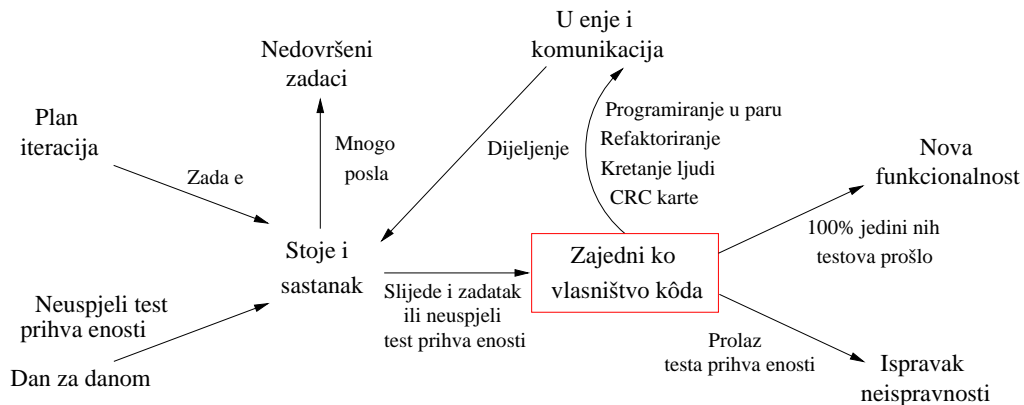 U enje i
komunikacija
Nedovršeni
zadaci
Plan
iteracija
Zada e
Mnogo
posla
Dijeljenje
Programiranje u paru
Refaktoriranje
Kretanje ljudi
CRC karte
Nova
funkcionalnost
100% jedini nih
testova prošlo
Stoje i
sastanak
Zajedni ko
vlasništvo kôda
Slijede i zadatak
ili neuspjeli
test prihva enosti
Neuspjeli test
prihva enosti
Dan za danom
Prolaz
testa prihva enosti
Ispravak
neispravnosti